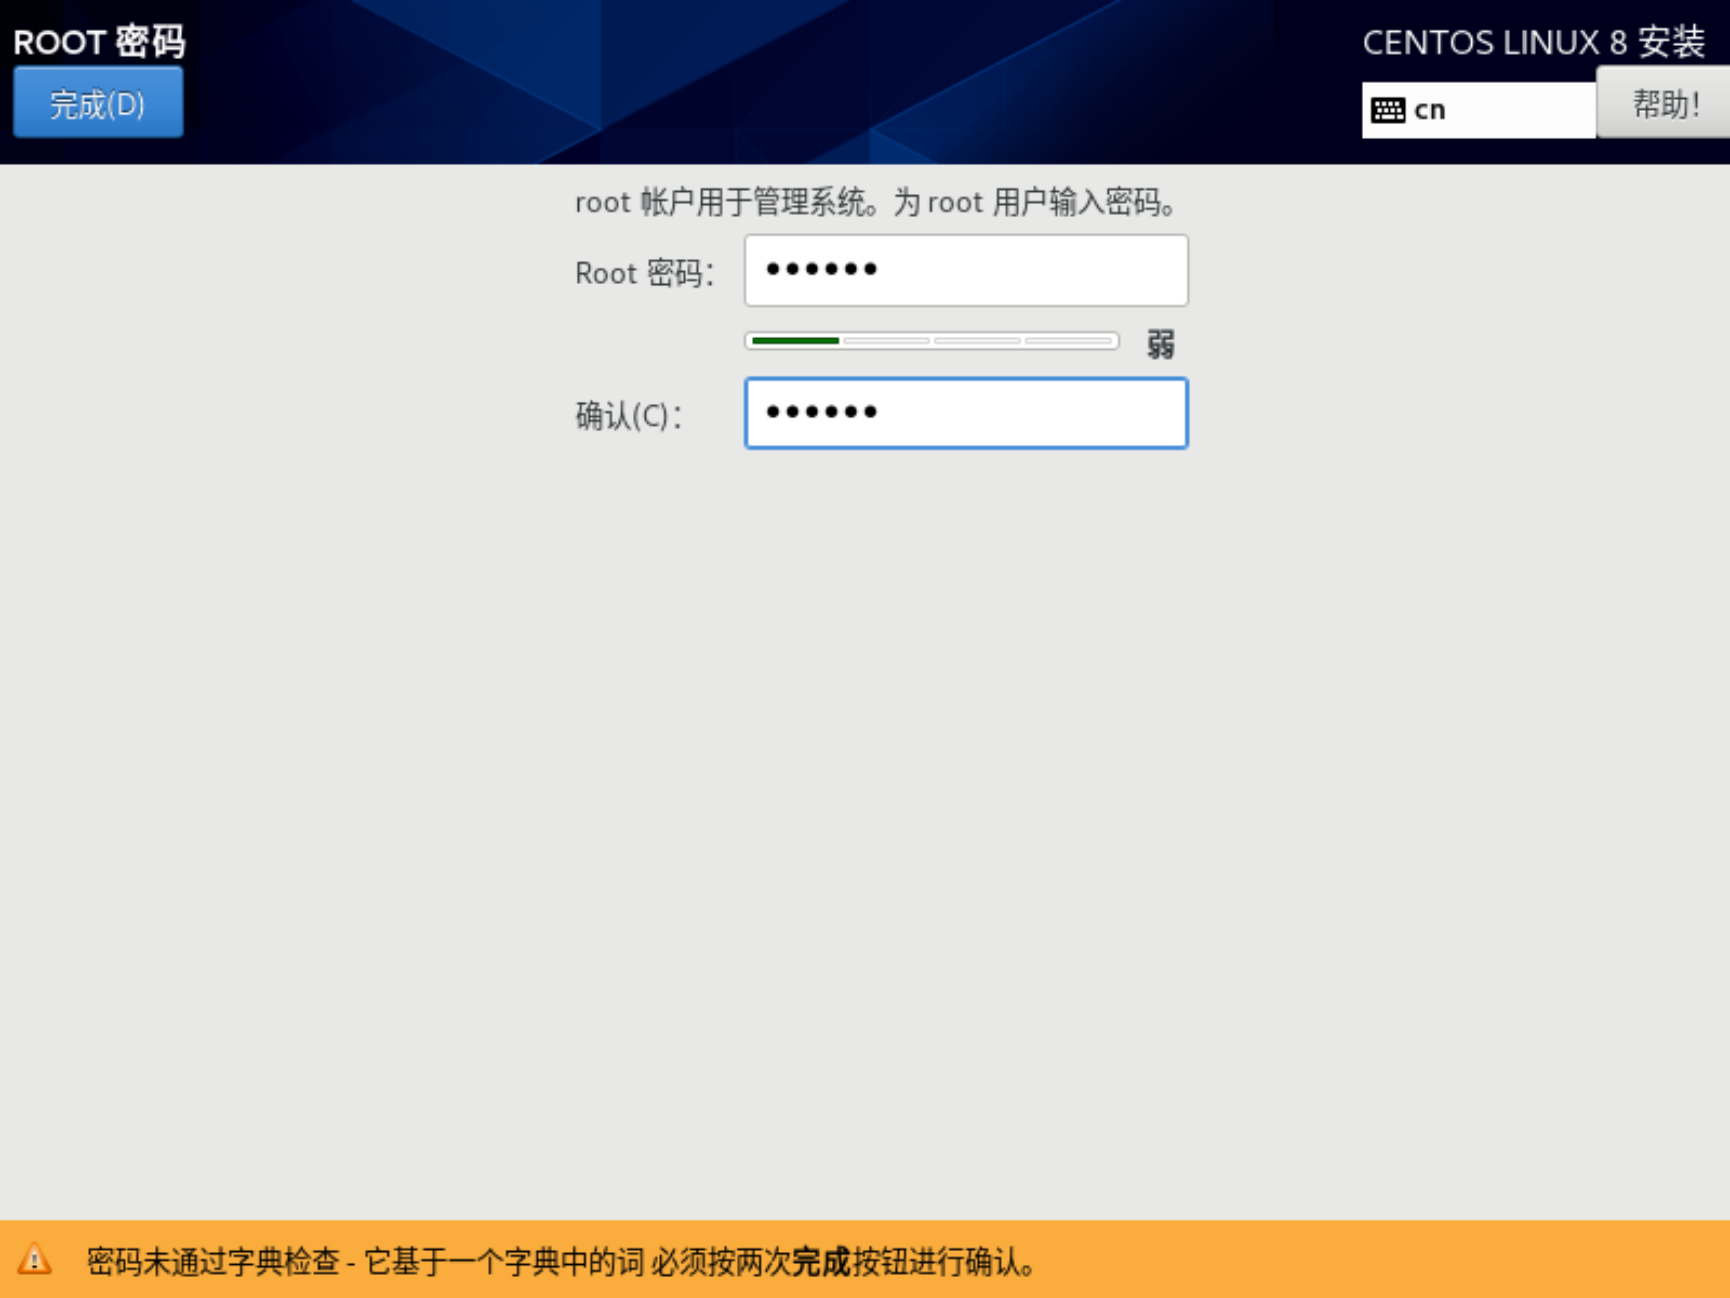 ROOT 密码
CENTOS LINUX 8 安装
完成(D)
cn
帮助！
root 帐户用于管理系统。为 root 用户输入密码。
Root 密码：
••••••
弱
确认(C)：
••••••
密码未通过字典检查 - 它基于一个字典中的词 必须按两次完成按钮进行确认。